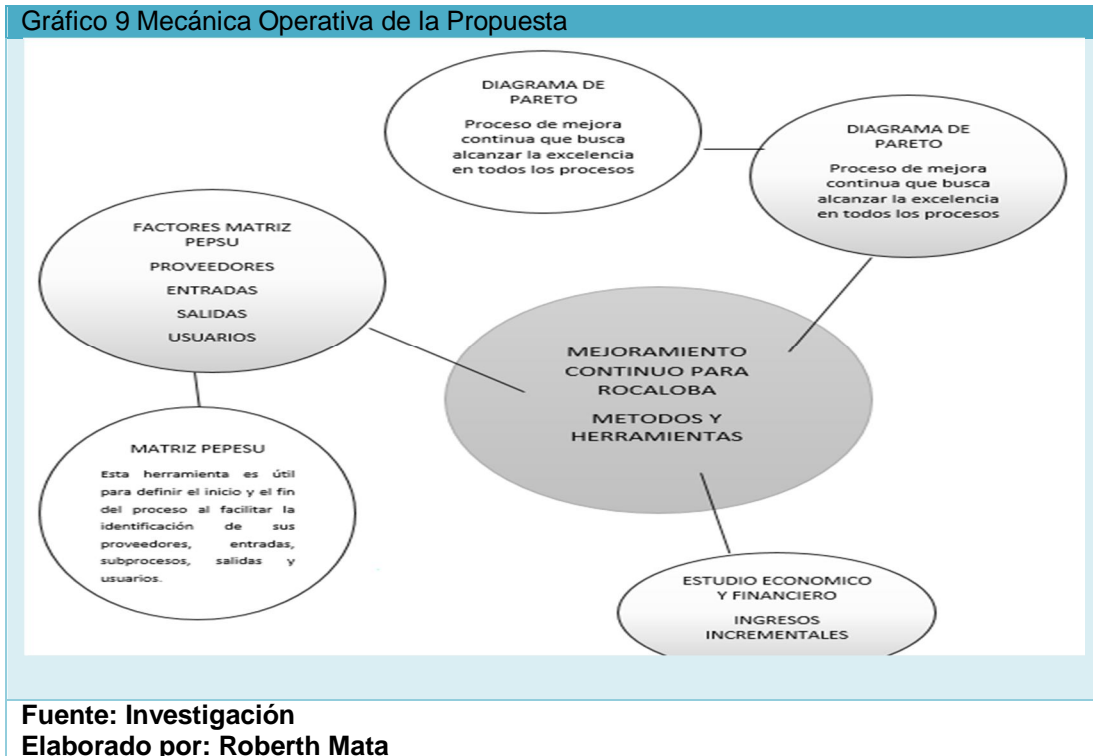 Gráfico 9 Mecánica Operativa de la Propuesta
DIAGRAMA DE
PARETO
Proceso de mejora
continua que busca
alcanzar la excelencia
en todos los procesos
DIAGRAMA DE
PARETO
Proceso de mejora
continua que busca
alcanzar la excelencia
en todos los procesos
FACTORES MATRIZ
PEPSU
PROVEEDORES
ENTRADAS
SALIDAS
USUARIOS
MEJORAMIENTO
CONTINUO PARA
ROCALOBA
METODOS Y
HERRAMIENTAS
MATRIZ PEPESU
Esta herramienta es útil
para definir el inicio y el fin
del proceso al facilitar la
identificación de sus
proveedores, entradas,
subprocesos, salidas y
usuarios.
ESTUDIO ECONOMICO
Y FINANCIERO
INGRESOS
INCREMENTALES
Fuente: Investigación
Elaborado por: Roberth Mata